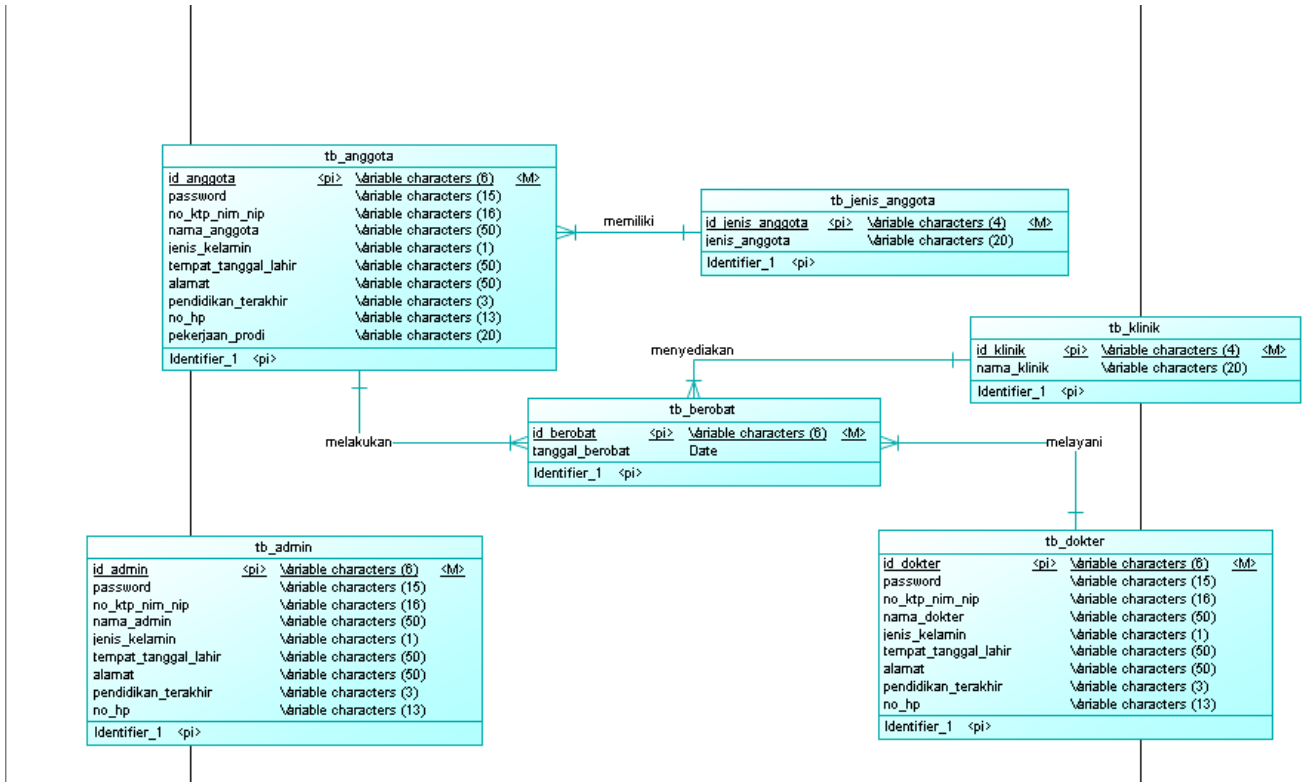 tb_anggota
id_anggota <pi> Variable characters (6) <M>
password Variable characters (15)
no_ktp_nim_nip Variable characters (16)
nama_anggota Variable characters (50)
jenis_kelamin Variable characters (1)
tempat_tanggal_lahir Variable characters (50)
alamat Variable characters (50)
pendidikan_terakhir Variable characters (3)
no_hp Variable characters (13)
pekerjaan_prodi Variable characters (20)
Identifier_1 <pi>
memiliki
tb_jenis_anggota
id_jenis_anggota <pi> Variable characters (4) <M>
jenis_anggota Variable characters (20)
Identifier_1 <pi>
tb_klinik
id_klinik <pi> Variable characters (4) <M>
nama_klinik Variable characters (20)
Identifier_1 <pi>
menyediakan
tb_berobat
id_berobat <pi> Variable characters (6) <M>
tanggal_berobat Date
Identifier_1 <pi>
melakukan
melayani
tb_admin
id_admin <pi> Variable characters (6) <M>
password Variable characters (15)
no_ktp_nim_nip Variable characters (16)
nama_admin Variable characters (50)
jenis_kelamin Variable characters (1)
tempat_tanggal_lahir Variable characters (50)
alamat Variable characters (50)
pendidikan_terakhir Variable characters (3)
no_hp Variable characters (13)
Identifier_1 <pi>
tb_dokter
id_dokter <pi> Variable characters (6) <M>
password Variable characters (15)
no_ktp_nim_nip Variable characters (16)
nama_dokter Variable characters (50)
jenis_kelamin Variable characters (1)
tempat_tanggal_lahir Variable characters (50)
alamat Variable characters (50)
pendidikan_terakhir Variable characters (3)
no_hp Variable characters (13)
Identifier_1 <pi>